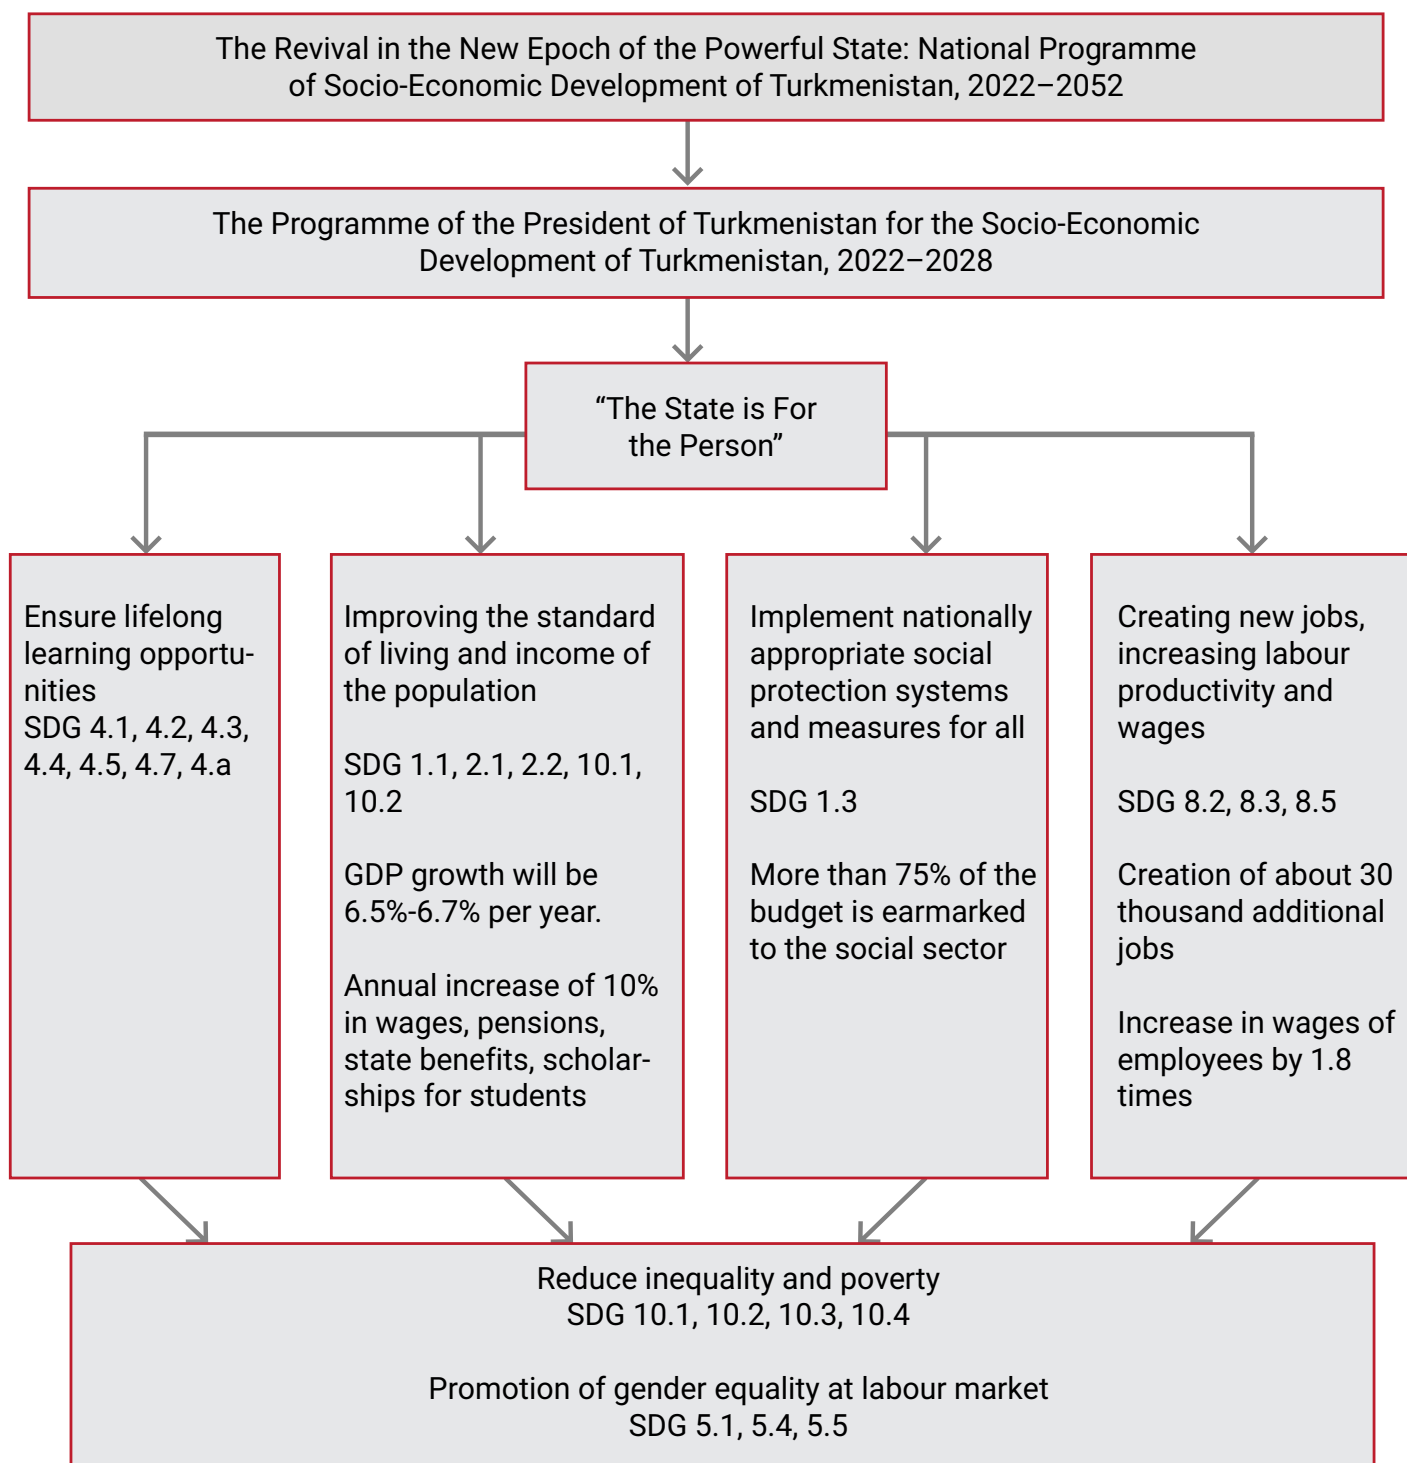 The Revival in the New Epoch of the Powerful State: National Programme
of Socio-Economic Development of Turkmenistan, 2022–2052
The Programme of the President of Turkmenistan for the Socio-Economic
Development of Turkmenistan, 2022–2028
“The State is For
the Person”
Ensure lifelong
learning opportu-
nities
SDG 4.1, 4.2, 4.3,
4.4, 4.5, 4.7, 4.a
Improving the standard
of living and income of
the population
SDG 1.1, 2.1, 2.2, 10.1,
10.2
GDP growth will be
6.5%-6.7% per year.
Annual increase of 10%
in wages, pensions,
state benefits, scholar-
ships for students
Implement nationally
appropriate social
protection systems
and measures for all
SDG 1.3
More than 75% of the
budget is earmarked
to the social sector
Creating new jobs,
increasing labour
productivity and
wages
SDG 8.2, 8.3, 8.5
Creation of about 30
thousand additional
jobs
Increase in wages of
employees by 1.8
times
Reduce inequality and poverty
SDG 10.1, 10.2, 10.3, 10.4
Promotion of gender equality at labour market
SDG 5.1, 5.4, 5.5